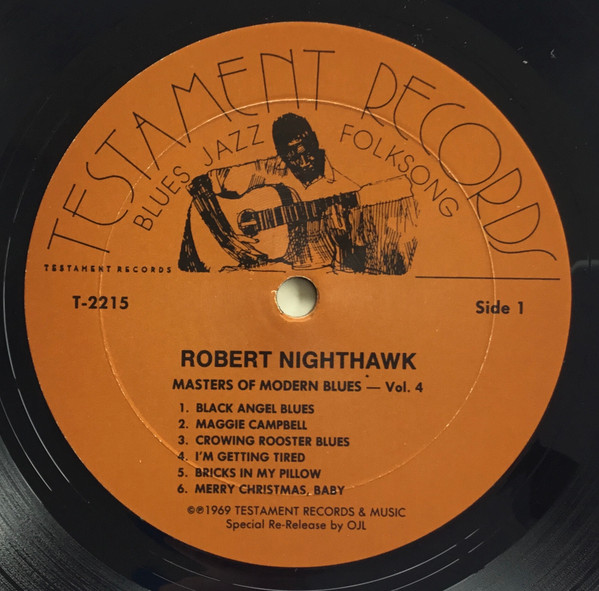 TESTAMENT RECORDS
BLUES JAZZ FOLKSONG
TESTAMENT RECORDS
T-2215
Side 1
ROBERT NIGHTHAWK
MASTERS OF MODERN BLUES — Vol. 4
1. BLACK ANGEL BLUES
2. MAGGIE CAMPBELL
3. CROWING ROOSTER BLUES
4. I'M GETTING TIRED
5. BRICKS IN MY PILLOW
6. MERRY CHRISTMAS, BABY
©℗1969 TESTAMENT RECORDS & MUSIC
Special Re-Release by OJL